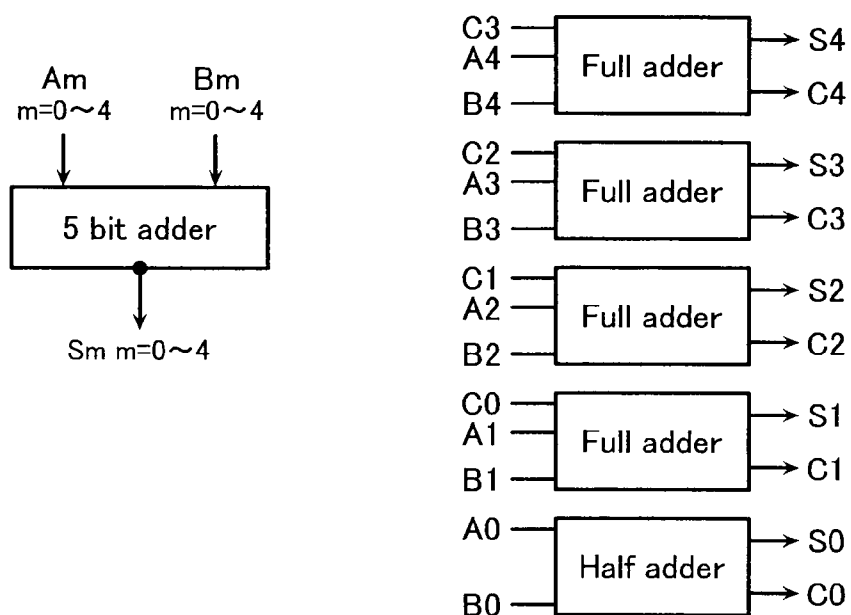 Am
m=0～4
Bm
m=0～4
5 bit adder
Sm m=0～4
C3
A4
B4
Full adder
S4
C4
C2
A3
B3
Full adder
S3
C3
C1
A2
B2
Full adder
S2
C2
C0
A1
B1
Full adder
S1
C1
A0
B0
Half adder
S0
C0